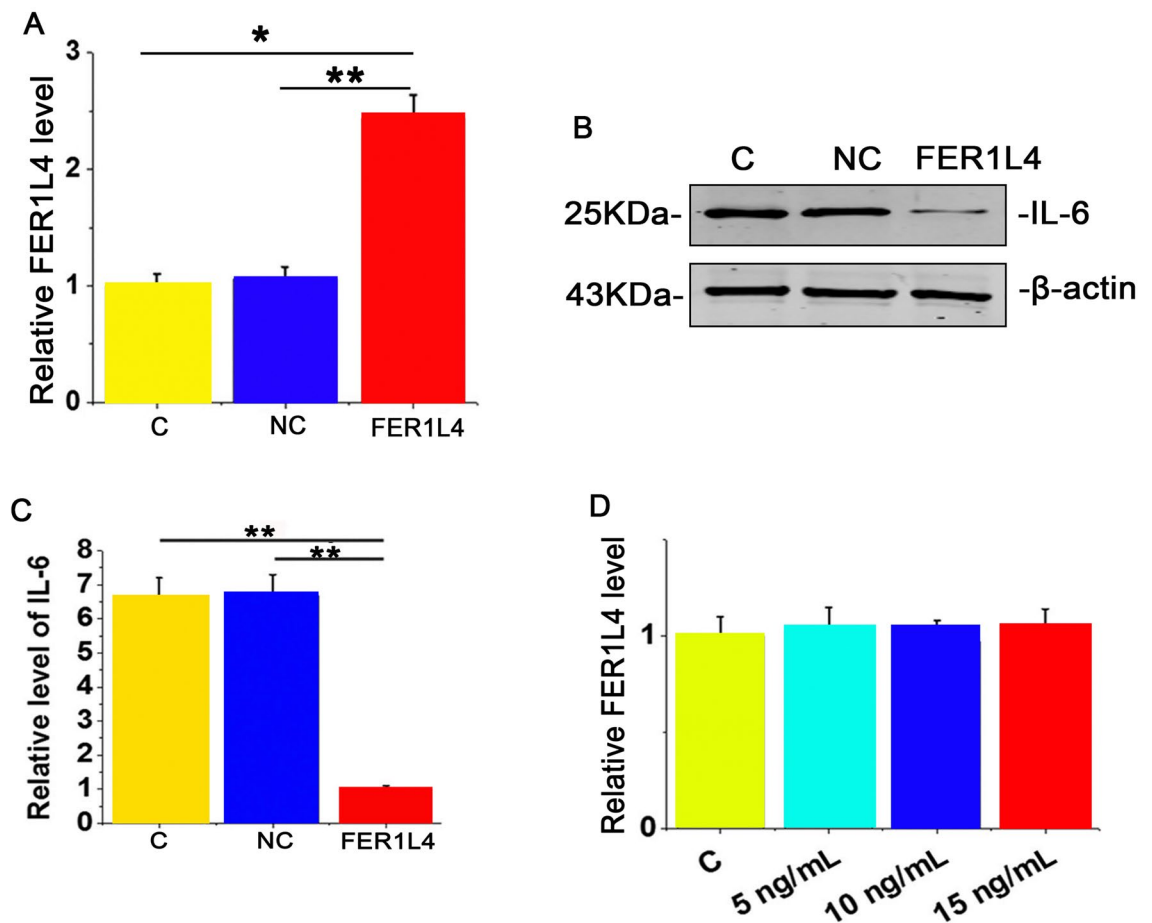 A
Relative FER1L4 level
3
2
1
0
*
**
C NC FER1L4
B
C NC FER1L4
25KDa- -IL-6
43KDa- -β-actin
C
Relative level of IL-6
8
7
6
5
4
3
2
1
0
**
**
C NC FER1L4
D
Relative FER1L4 level
1
0
C 5 ng/mL 10 ng/mL 15 ng/mL